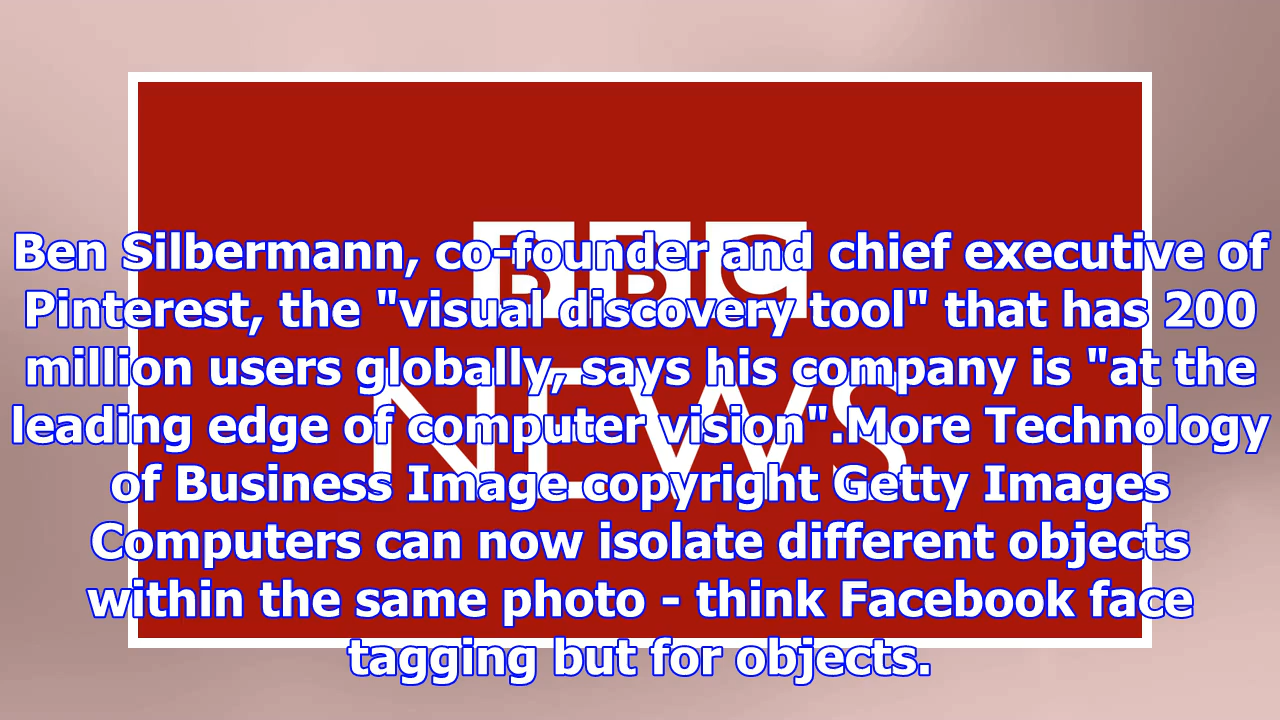 BBC
NEWS
Ben Silbermann, co-founder and chief executive of
Pinterest, the "visual discovery tool" that has 200
million users globally, says his company is "at the
leading edge of computer vision".More Technology
of Business Image copyright Getty Images
Computers can now isolate different objects
within the same photo - think Facebook face
tagging but for objects.